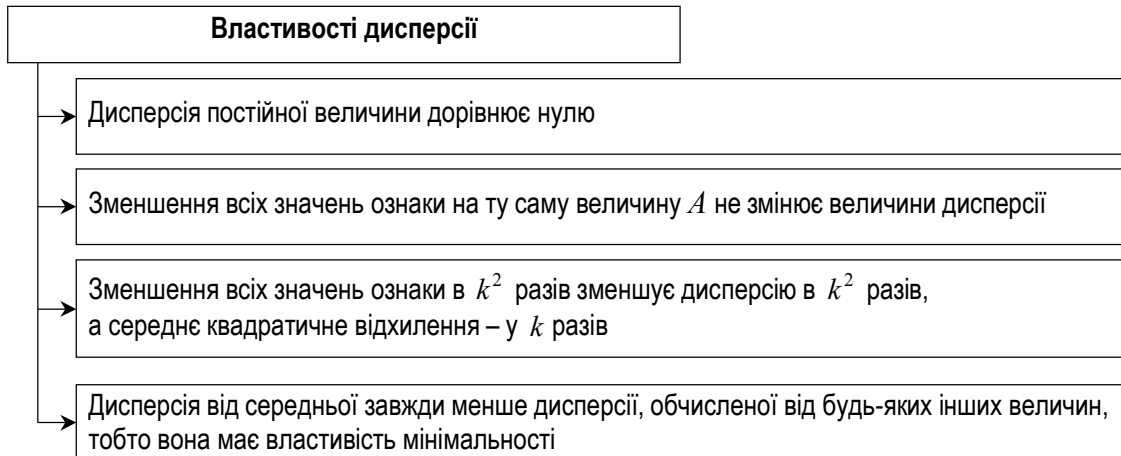 Властивості дисперсії
Дисперсія постійної величини дорівнює нулю
Зменшення всіх значень ознаки на ту саму величину A не змінює величини дисперсії
Зменшення всіх значень ознаки в k² разів зменшує дисперсію в k² разів,
а середнє квадратичне відхилення – у k разів
Дисперсія від середньої завжди менше дисперсії, обчисленої від будь-яких інших величин,
тобто вона має властивість мінімальності